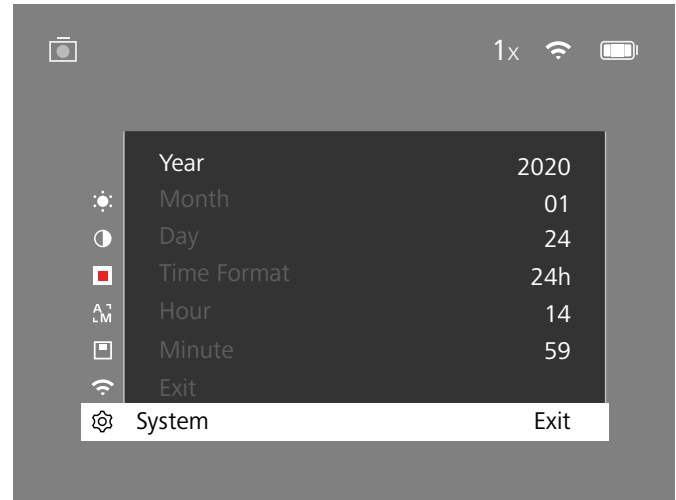 1x
Year 2020
Month 01
Day 24
Time Format 24h
A M
Hour 14
Minute 59
Exit
System Exit